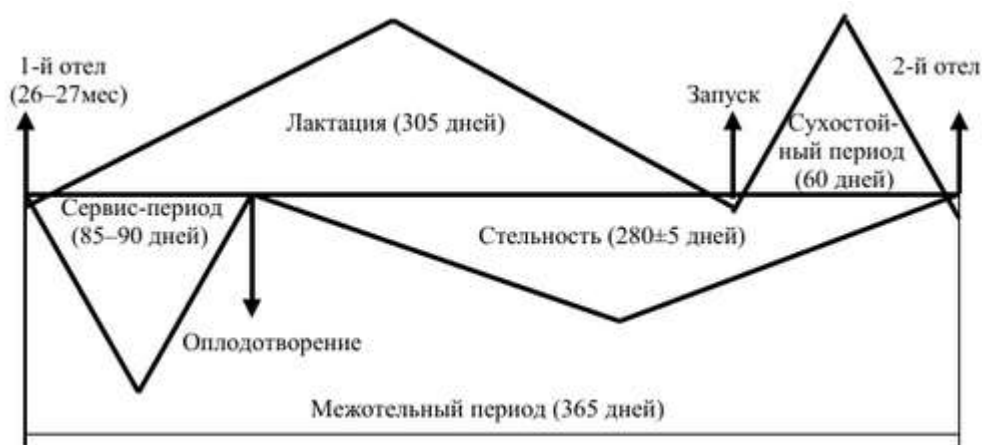 1-й отел
(26–27мес)
Лактация (305 дней)
Запуск
2-й отел
Сухостой-
ный период
(60 дней)
Сервис-период
(85–90 дней)
Стельность (280±5 дней)
Оплодотворение
Межотельный период (365 дней)